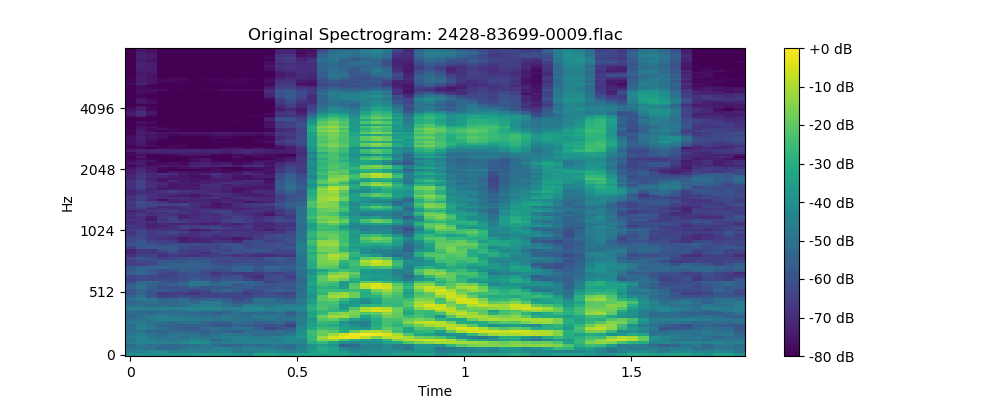 Original Spectrogram: 2428-83699-0009.flac
Hz
4096
2048
1024
512
0
0 0.5 1 1.5
Time
+0 dB
-10 dB
-20 dB
-30 dB
-40 dB
-50 dB
-60 dB
-70 dB
-80 dB